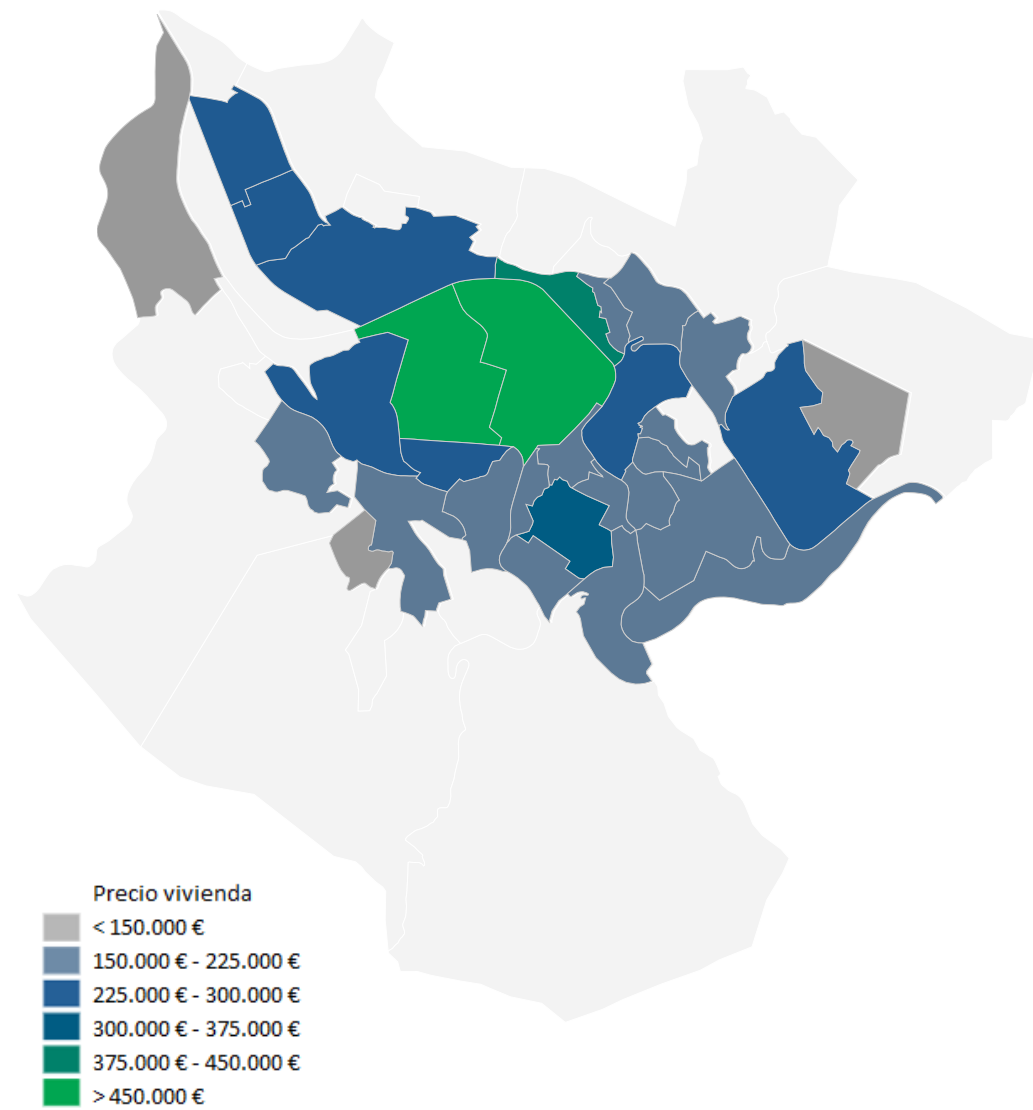 Precio vivienda
< 150.000 €
150.000 € - 225.000 €
225.000 € - 300.000 €
300.000 € - 375.000 €
375.000 € - 450.000 €
> 450.000 €